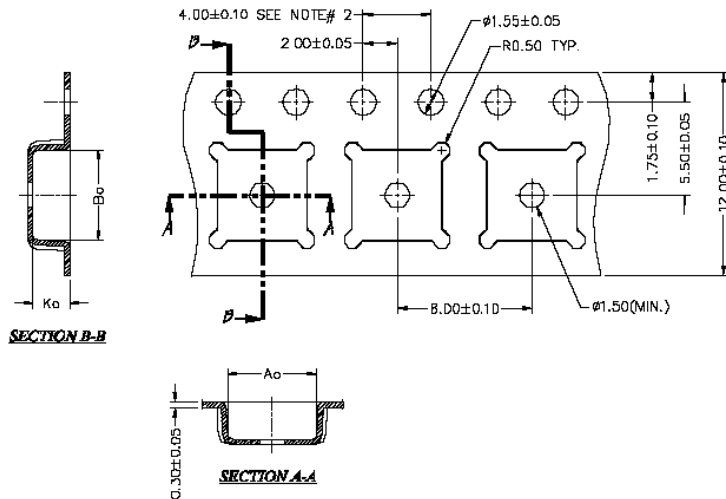 4.00±0.10 SEE NOTE# 2
B
2.00±0.05
ø1.55±0.05
R0.50 TYP.
1.75±0.10
5.50±0.05
12.00±0.10
Bo
A
A
Ko
B
8.00±0.10
ø1.50(MIN.)
SECTION B-B
Ao
0.30±0.05
SECTION A-A